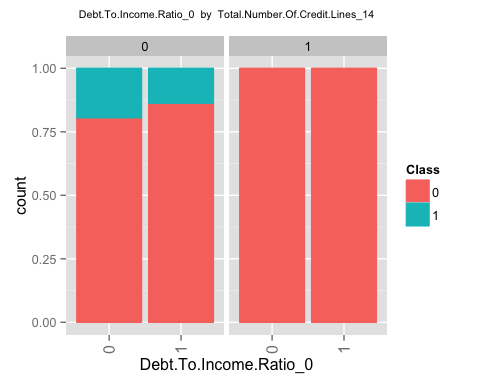 Debt.To.Income.Ratio_0 by Total.Number.Of.Credit.Lines_14
0 1
1.00
0.75
0.50
0.25
0.00
count
0 1 0 1
Debt.To.Income.Ratio_0
Class
0
1